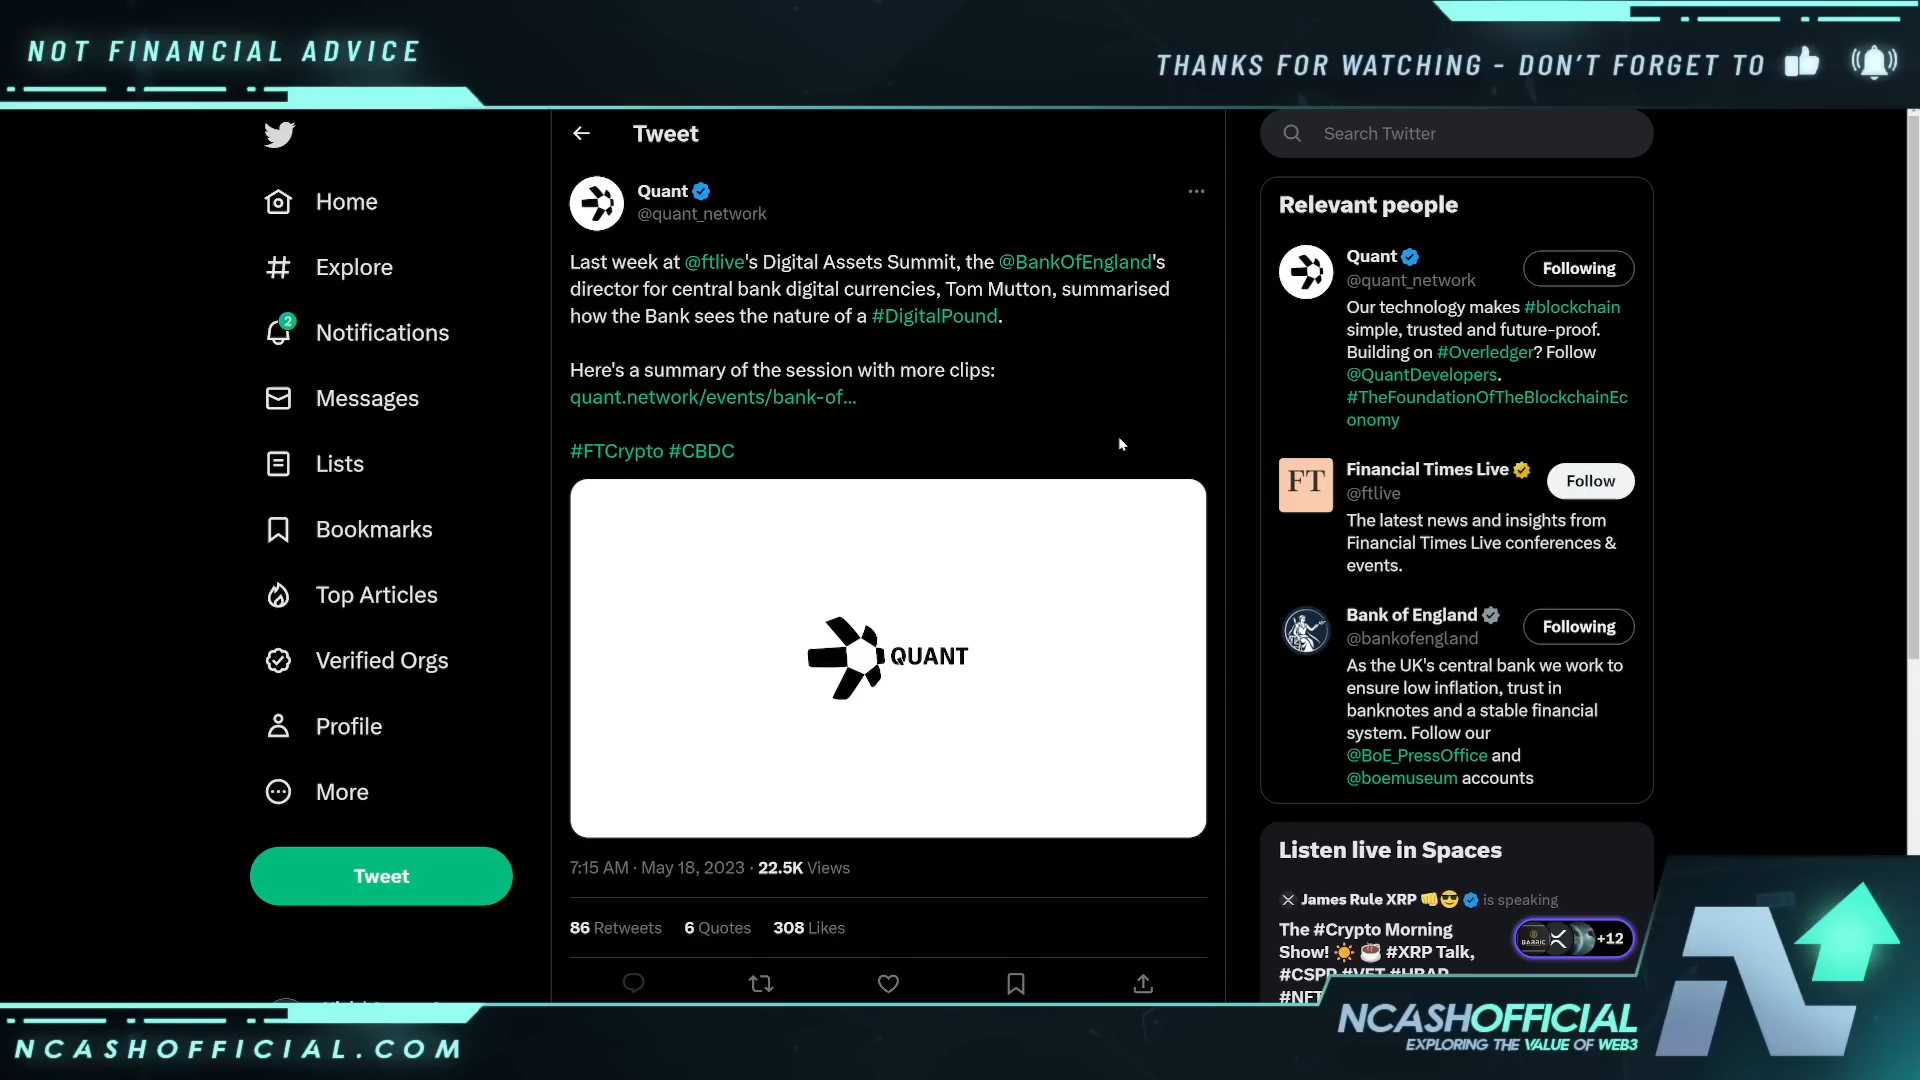 NOT FINANCIAL ADVICE
THANKS FOR WATCHING - DON'T FORGET TO
Home
Explore
2
Notifications
Messages
Lists
Bookmarks
Top Articles
Verified Orgs
Profile
More
Tweet
Tweet
Quant
@quant_network
Last week at @ftlive's Digital Assets Summit, the @BankOfEngland's
director for central bank digital currencies, Tom Mutton, summarised
how the Bank sees the nature of a #DigitalPound.
Here's a summary of the session with more clips:
quant.network/events/bank-of...
#FTCrypto #CBDC
QUANT
7:15 AM · May 18, 2023 · 22.5K Views
86 Retweets 6 Quotes 308 Likes
Search Twitter
Relevant people
Quant
@quant_network
Following
Our technology makes #blockchain
simple, trusted and future-proof.
Building on #Overledger? Follow
@QuantDevelopers.
#TheFoundationOfTheBlockchainEc
onomy
FT
Financial Times Live
@ftlive
Follow
The latest news and insights from
Financial Times Live conferences &
events.
Bank of England
@bankofengland
Following
As the UK's central bank we work to
ensure low inflation, trust in
banknotes and a stable financial
system. Follow our
@BoE_PressOffice and
@boemuseum accounts
Listen live in Spaces
James Rule XRP 👊😎 is speaking
The #Crypto Morning
Show! ☀️ ☕ #XRP Talk,
#CSPR #VET #HBAR
#NFT
+12
NCASHOFFICIAL.COM
NCASHOFFICIAL
EXPLORING THE VALUE OF WEB3